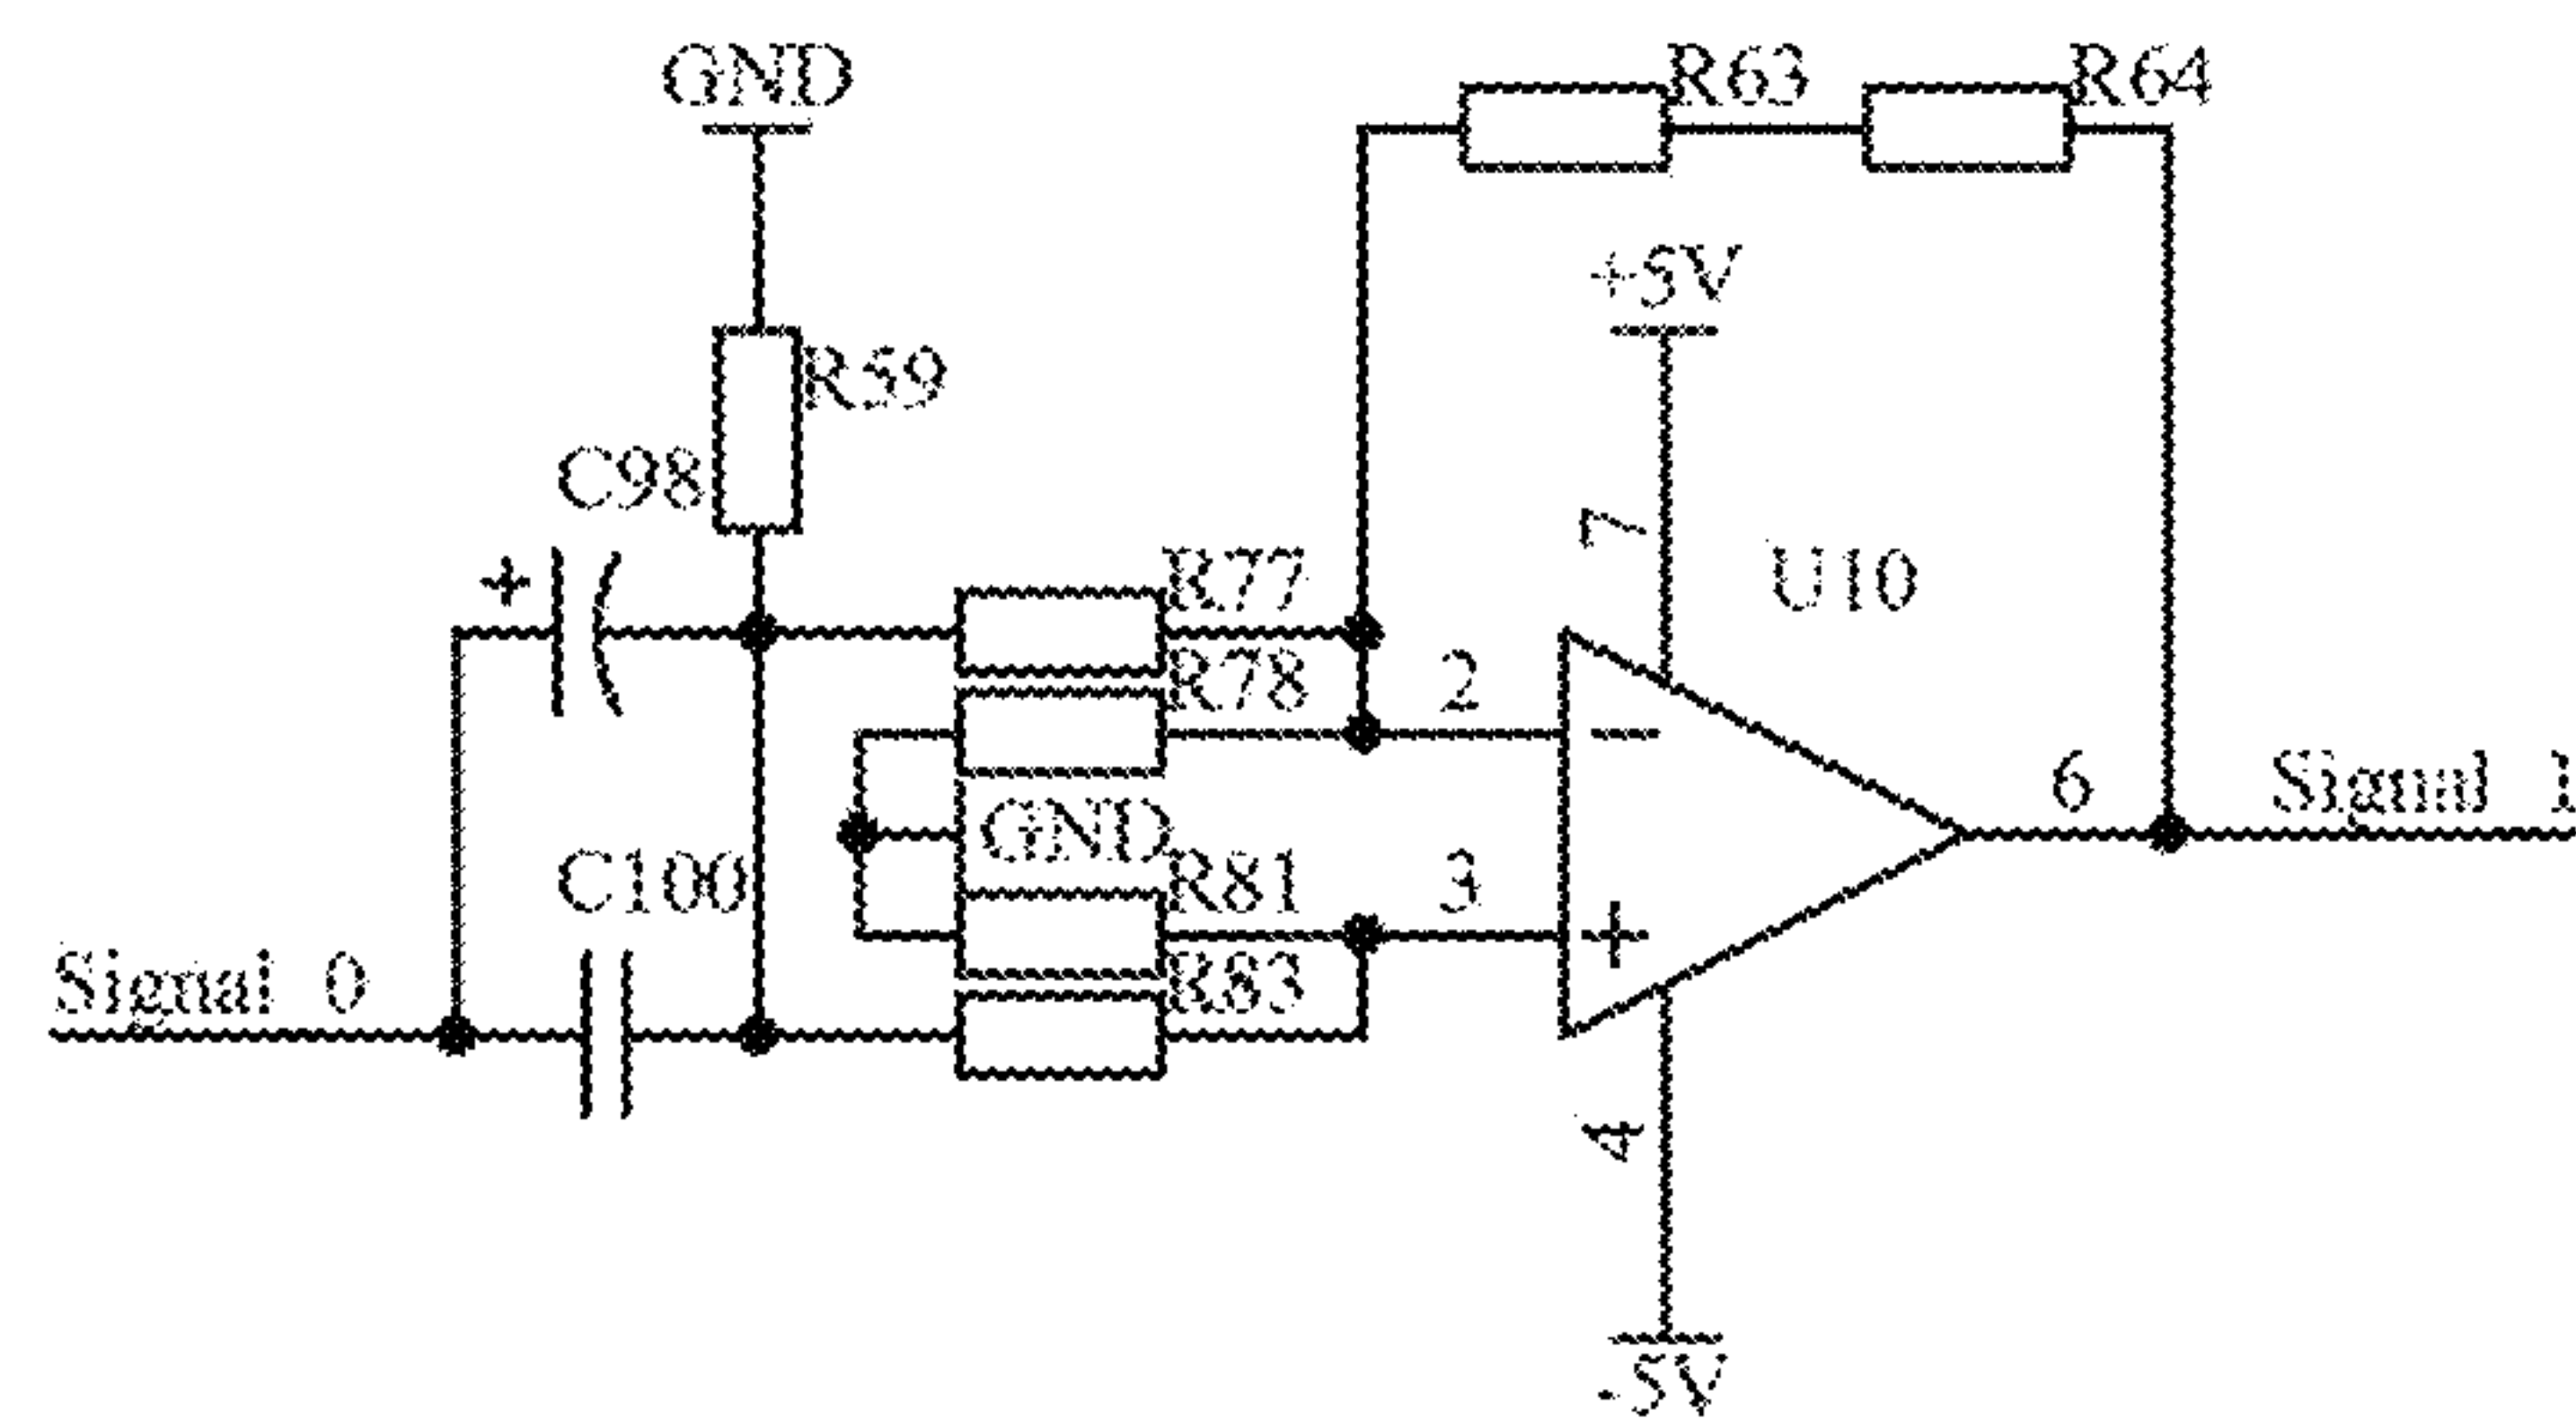 GND
R63
R64
+5V
R59
C98
7
+
R77
U10
R78
2
6
Signal 1
GND
C100
R81
3
Signal 0
R83
4
-5V